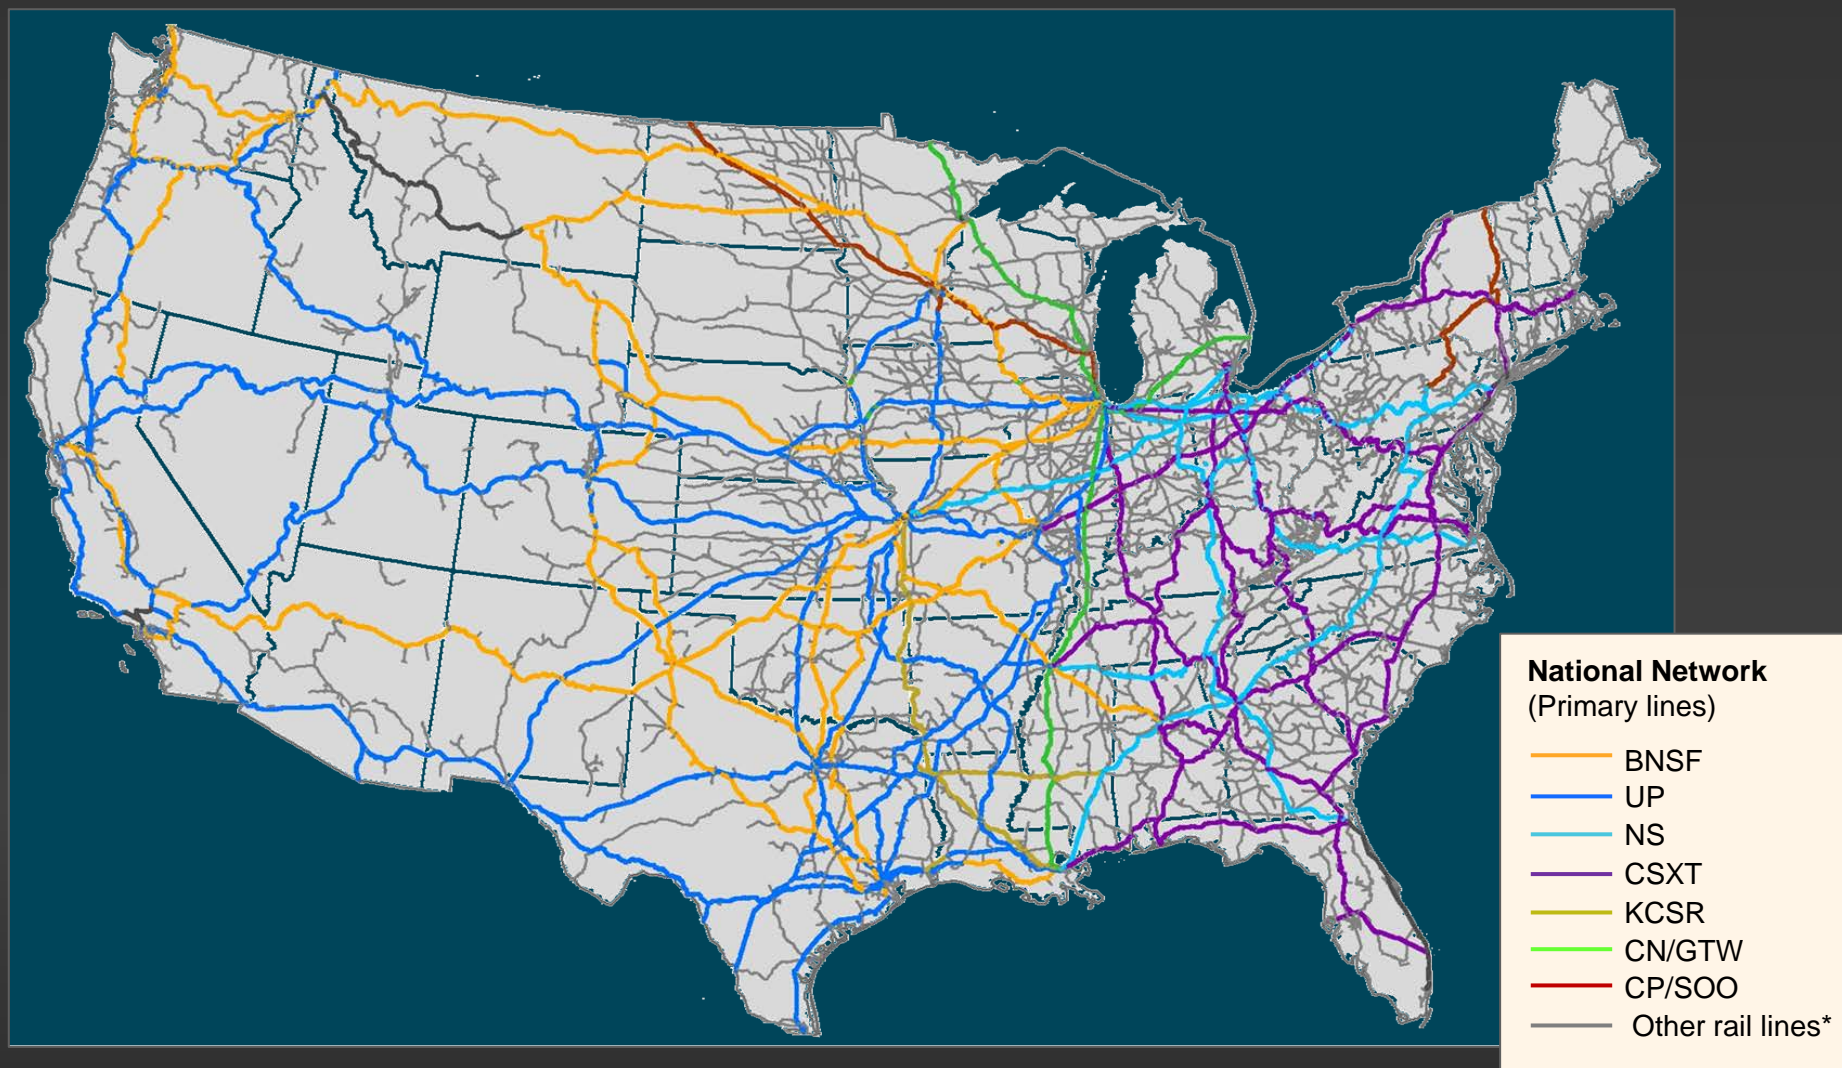 National Network
(Primary lines)
BNSF
UP
NS
CSXT
KCSR
CN/GTW
CP/SOO
Other rail lines*